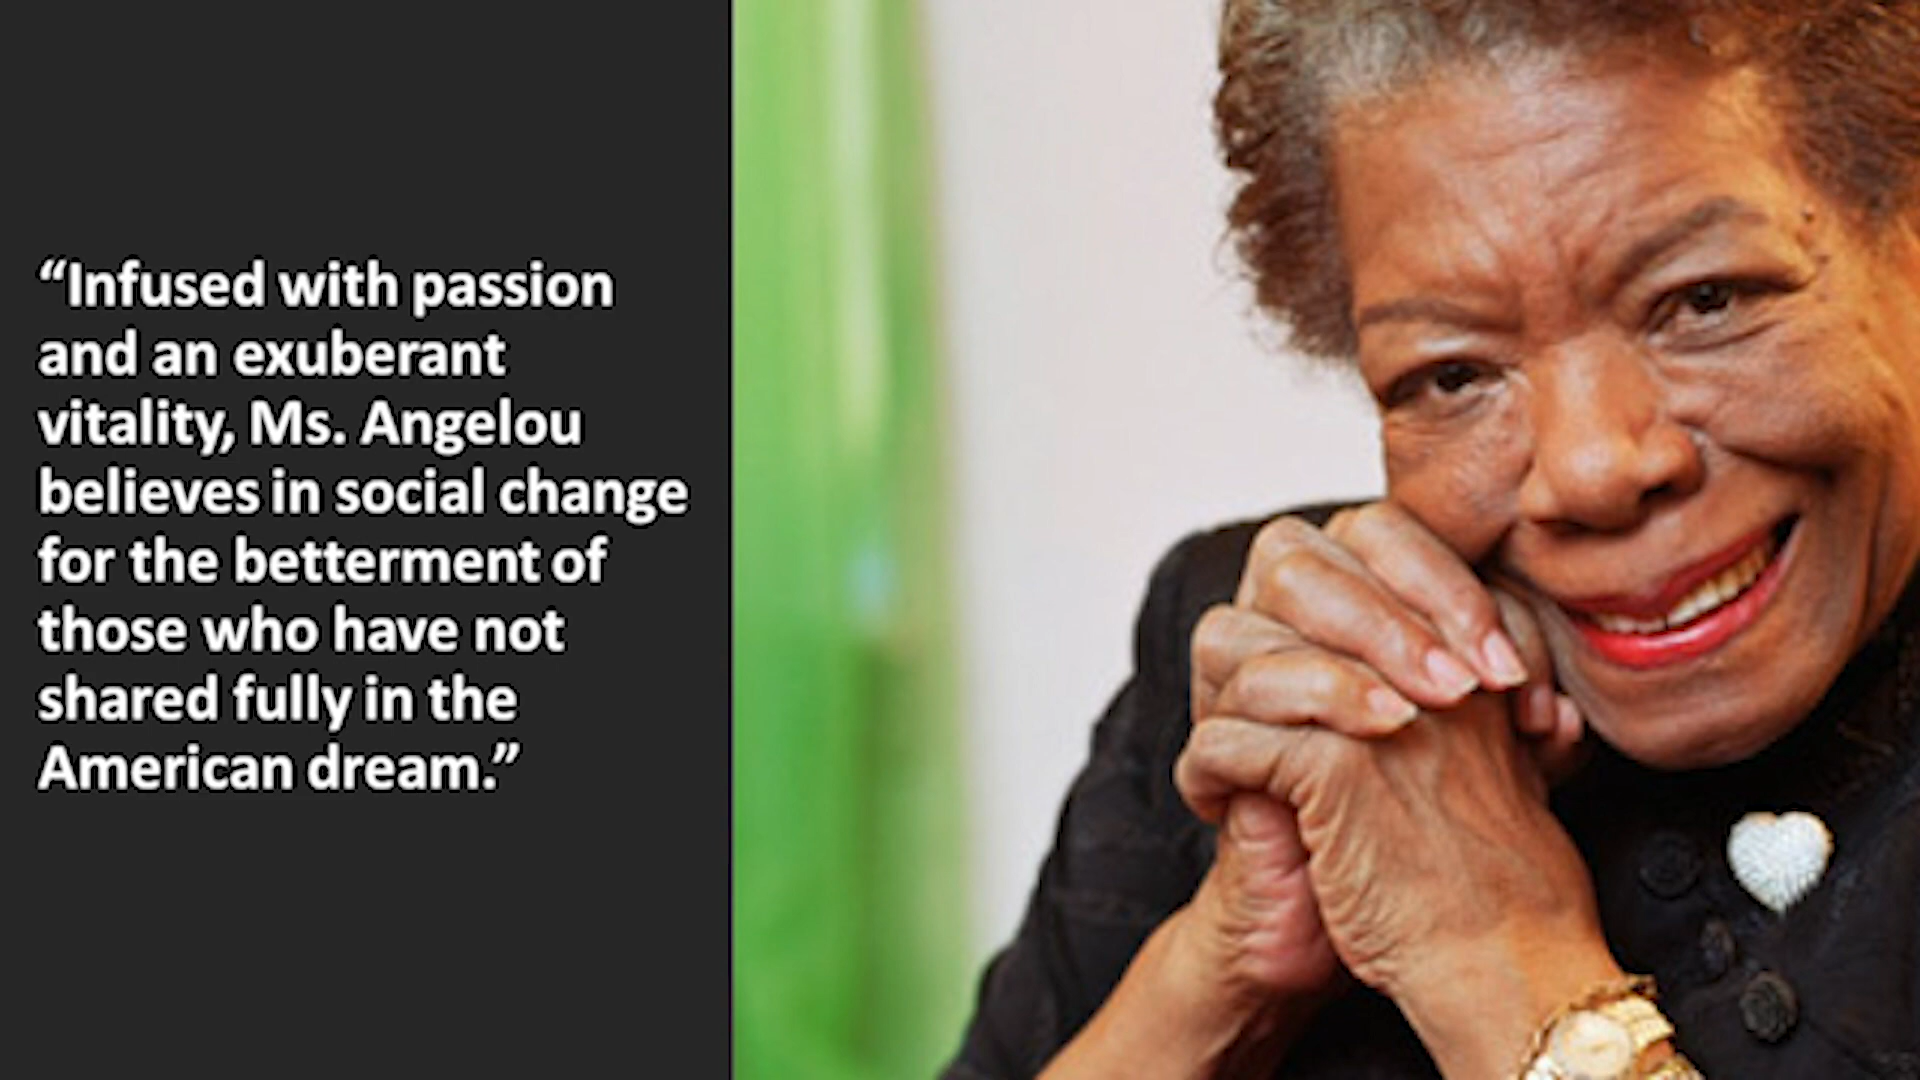 “Infused with passion
and an exuberant
vitality, Ms. Angelou
believes in social change
for the betterment of
those who have not
shared fully in the
American dream.”